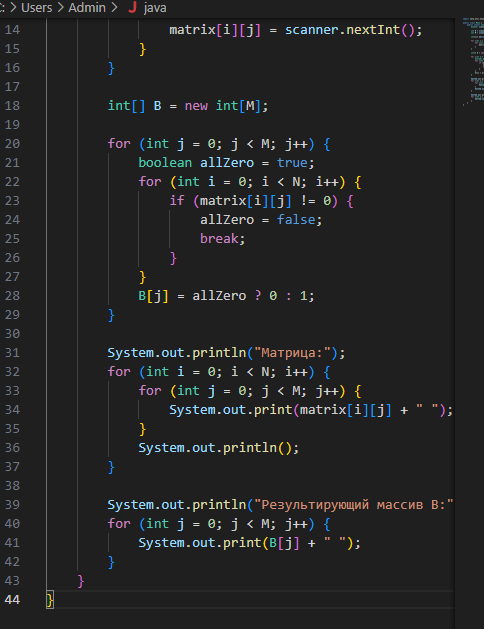 C: > Users > Admin > J java
14 matrix[i][j] = scanner.nextInt();
15 }
16 }
17
18 int[] B = new int[M];
19
20 for (int j = 0; j < M; j++) {
21 boolean allZero = true;
22 for (int i = 0; i < N; i++) {
23 if (matrix[i][j] != 0) {
24 allZero = false;
25 break;
26 }
27 }
28 B[j] = allZero ? 0 : 1;
29 }
30
31 System.out.println("Матрица:");
32 for (int i = 0; i < N; i++) {
33 for (int j = 0; j < M; j++) {
34 System.out.print(matrix[i][j] + " ");
35 }
36 System.out.println();
37 }
38
39 System.out.println("Результирующий массив B:"
40 for (int j = 0; j < M; j++) {
41 System.out.print(B[j] + " ");
42 }
43 }
44 }